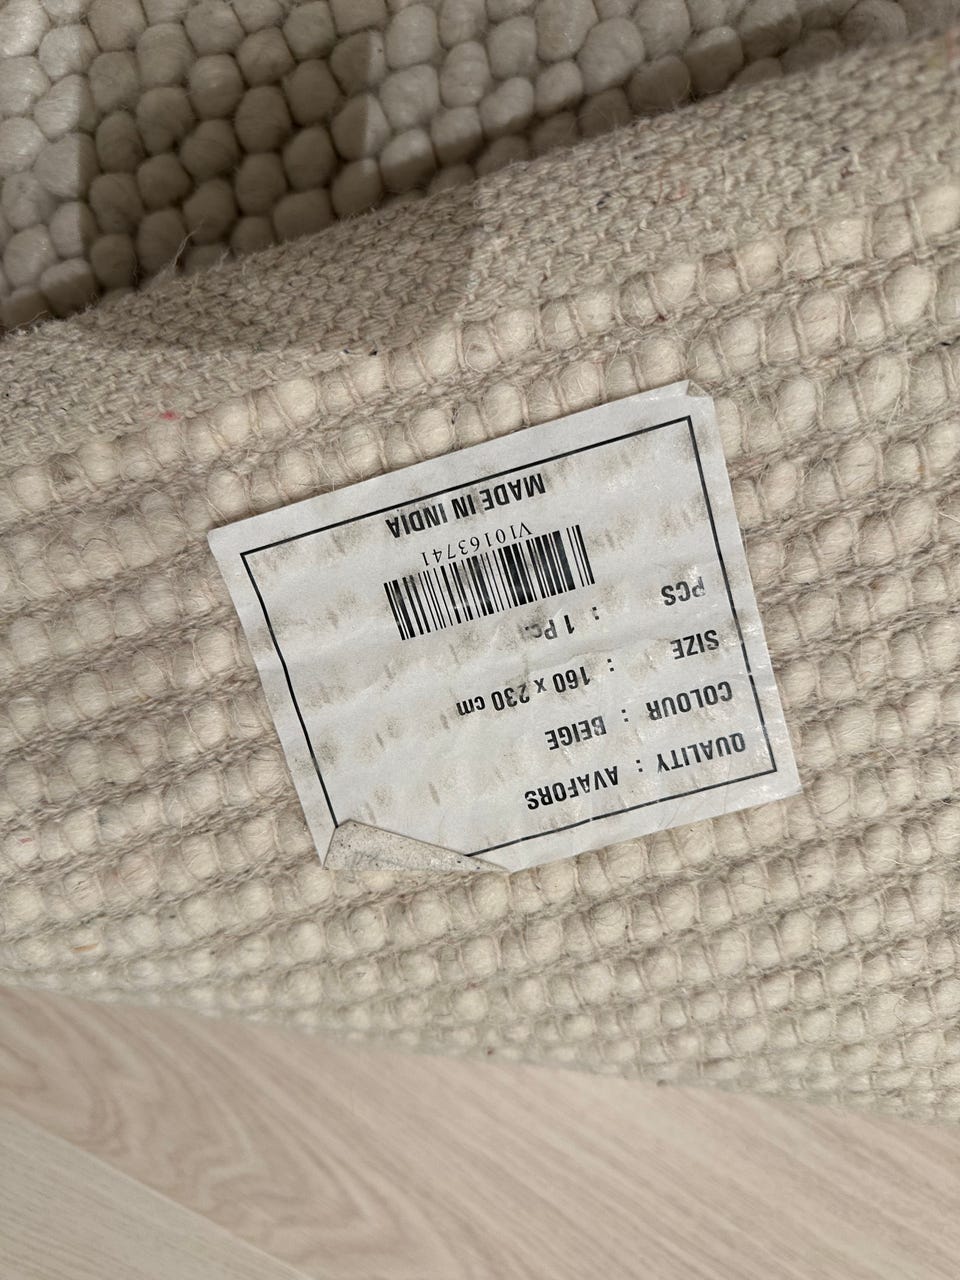 QUALITY : AVAFORS
COLOUR : BEIGE
SIZE : 160 x 230 cm
PCS : 1 Pc.
V10163741
MADE IN INDIA